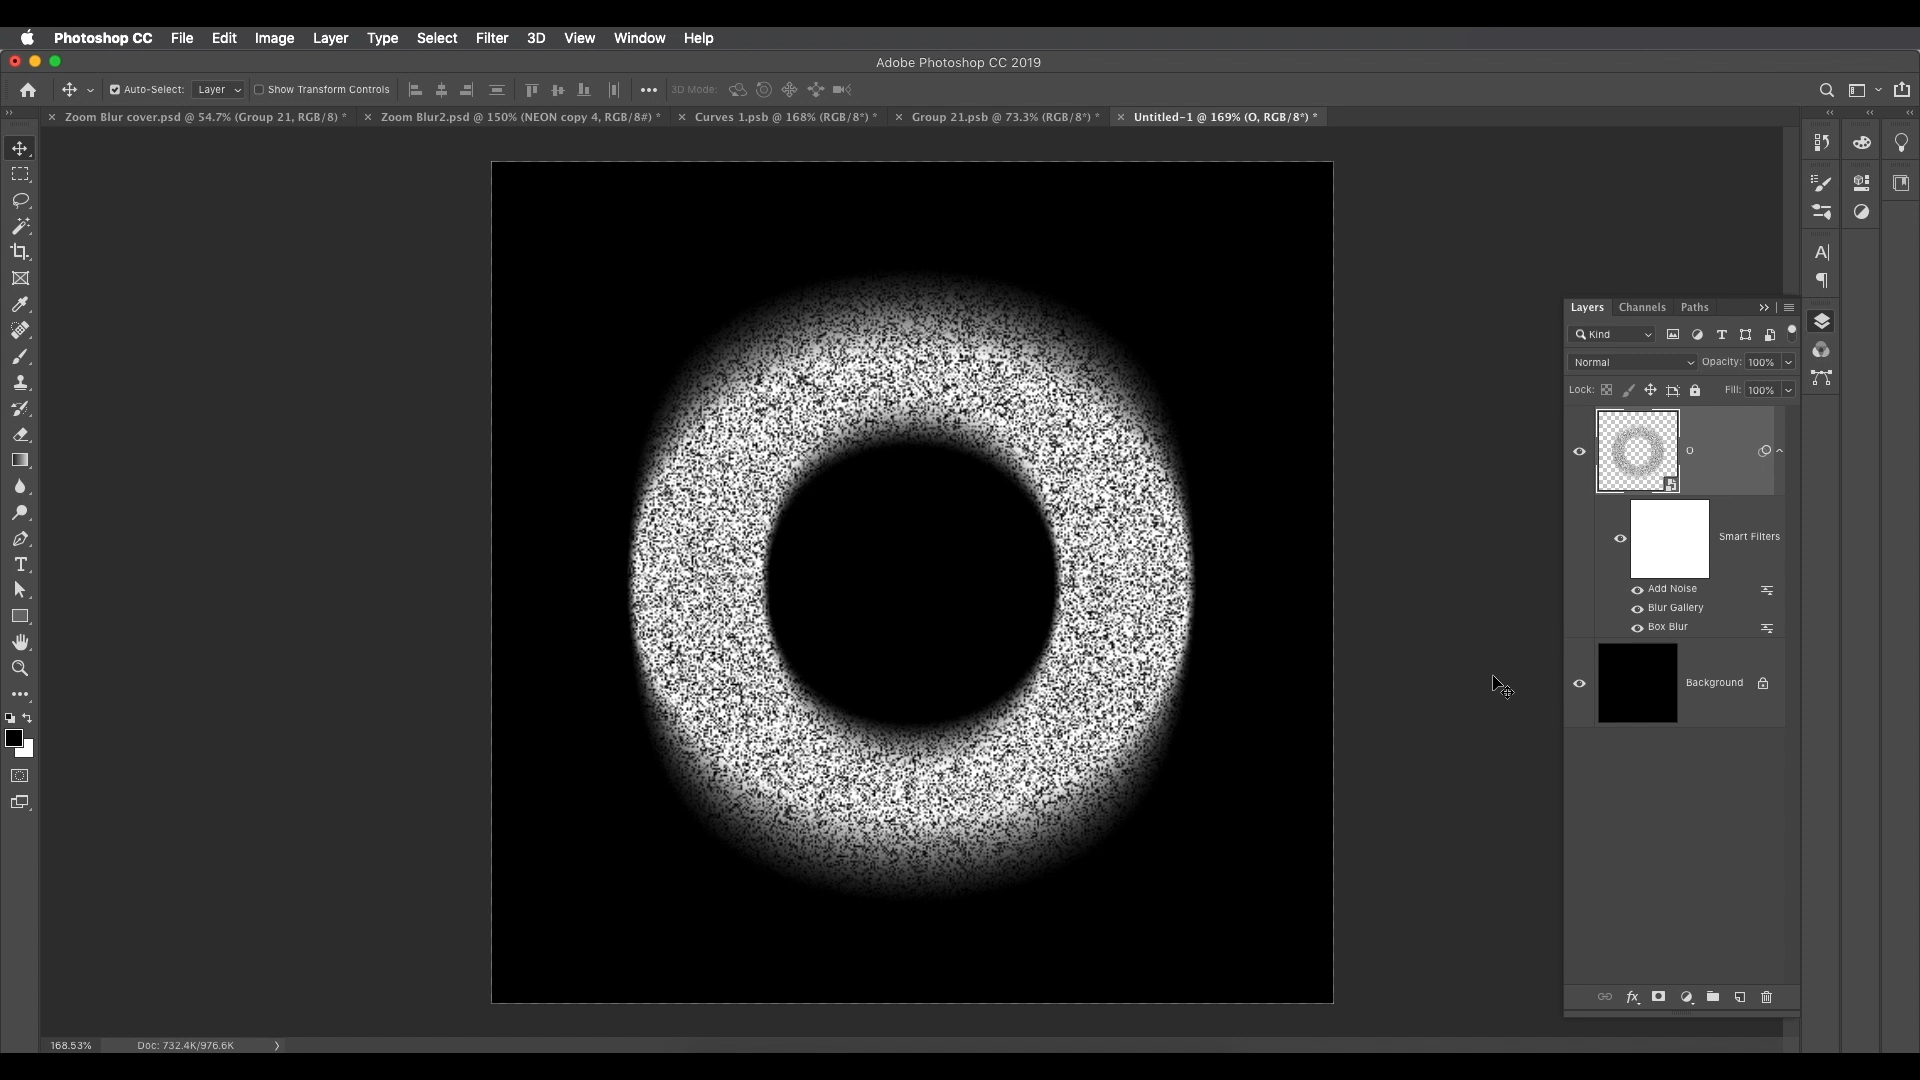 Photoshop CC File Edit Image Layer Type Select Filter 3D View Window Help
Adobe Photoshop CC 2019
Auto-Select: Layer Show Transform Controls 3D Mode:
Zoom Blur cover.psd @ 54.7% (Group 21, RGB/8) * Zoom Blur2.psd @ 150% (NEON copy 4, RGB/8#) * Curves 1.psb @ 168% (RGB/8*) * Group 21.psb @ 73.3% (RGB/8*) * Untitled-1 @ 169% (O, RGB/8*) *
Layers Channels Paths
Kind
Normal Opacity: 100%
Lock: Fill: 100%
O
Smart Filters
Add Noise
Blur Gallery
Box Blur
Background
168.53% Doc: 732.4K/976.6K